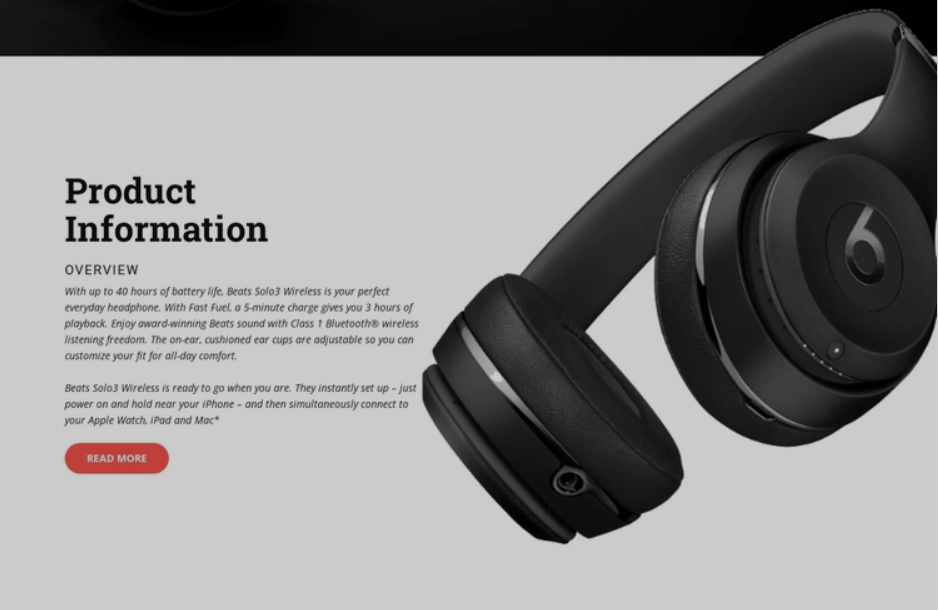 Product
Information
OVERVIEW
With up to 40 hours of battery life, Beats Solo3 Wireless is your perfect
everyday headphone. With Fast Fuel, a 5-minute charge gives you 3 hours of
playback. Enjoy award-winning Beats sound with Class 1 Bluetooth® wireless
listening freedom. The on-ear, cushioned ear cups are adjustable so you can
customize your fit for all-day comfort.
Beats Solo3 Wireless is ready to go when you are. They instantly set up – just
power on and hold near your iPhone – and then simultaneously connect to
your Apple Watch, iPad and Mac*
READ MORE